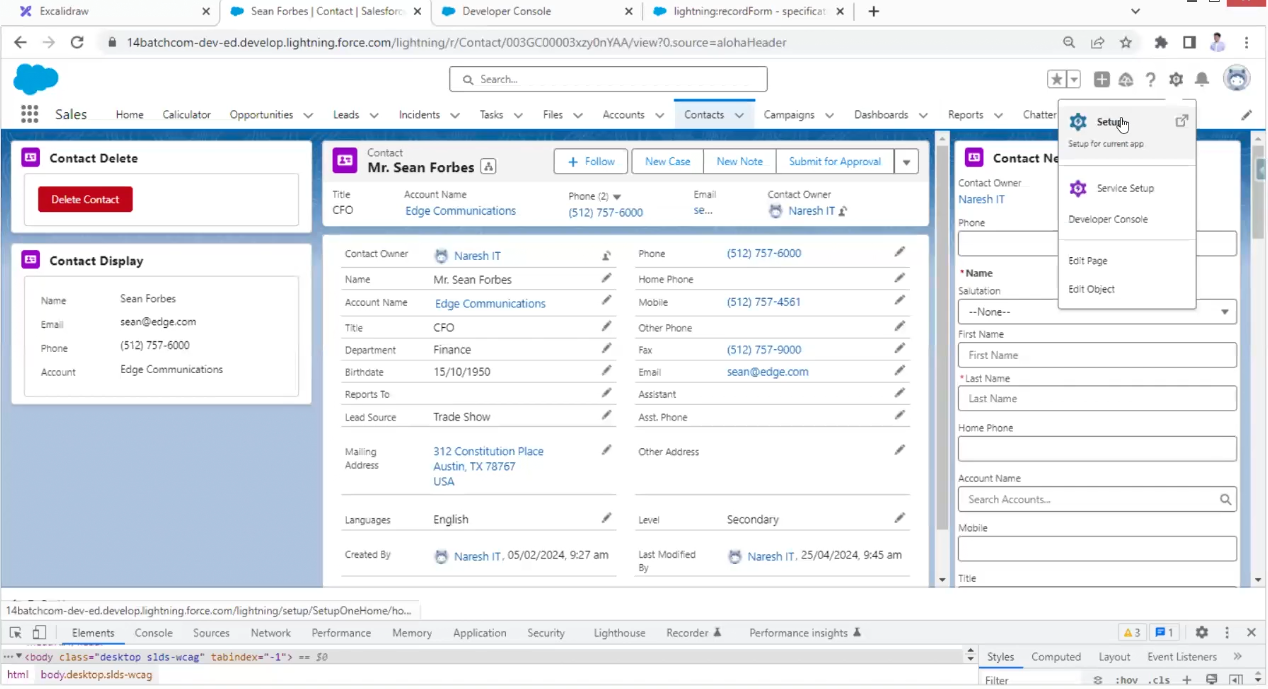 Excalidraw
Sean Forbes | Contact | Salesforc
Developer Console
lightning:recordForm - specificat
14batchcom-dev-ed.develop.lightning.force.com/lightning/r/Contact/003GC00003xzy0nYAA/view?0.source=alohaHeader
Search...
Sales
Home
Calculator
Opportunities
Leads
Incidents
Tasks
Files
Accounts
Contacts
Campaigns
Dashboards
Reports
Chatter
Contact Delete
Delete Contact
Contact Display
Name Sean Forbes
Email sean@edge.com
Phone (512) 757-6000
Account Edge Communications
Contact
Mr. Sean Forbes
+ Follow
New Case
New Note
Submit for Approval
Title
CFO
Account Name
Edge Communications
Phone (2)
(512) 757-6000
Email
se...
Contact Owner
Naresh IT
Contact Owner Naresh IT
Name Mr. Sean Forbes
Account Name Edge Communications
Title CFO
Department Finance
Birthdate 15/10/1950
Reports To
Lead Source Trade Show
Mailing
Address
312 Constitution Place
Austin, TX 78767
USA
Languages English
Created By Naresh IT, 05/02/2024, 9:27 am
Phone (512) 757-6000
Home Phone
Mobile (512) 757-4561
Other Phone
Fax (512) 757-9000
Email sean@edge.com
Assistant
Asst. Phone
Other Address
Level Secondary
Last Modified
By
Naresh IT, 25/04/2024, 9:45 am
Setup
Setup for current app
Service Setup
Developer Console
Edit Page
Edit Object
Contact Ne
Contact Owner
Naresh IT
Phone
*Name
Salutation
--None--
First Name
First Name
*Last Name
Last Name
Home Phone
Account Name
Search Accounts...
Mobile
Title
14batchcom-dev-ed.develop.lightning.force.com/lightning/setup/SetupOneHome/ho...
Elements
Console
Sources
Network
Performance
Memory
Application
Security
Lighthouse
Recorder
Performance insights
3
1
<body class="desktop slds-wcag" tabindex="-1"> == $0
html body.desktop.slds-wcag
Styles
Computed
Layout
Event Listeners
Filter
:hov .cls +